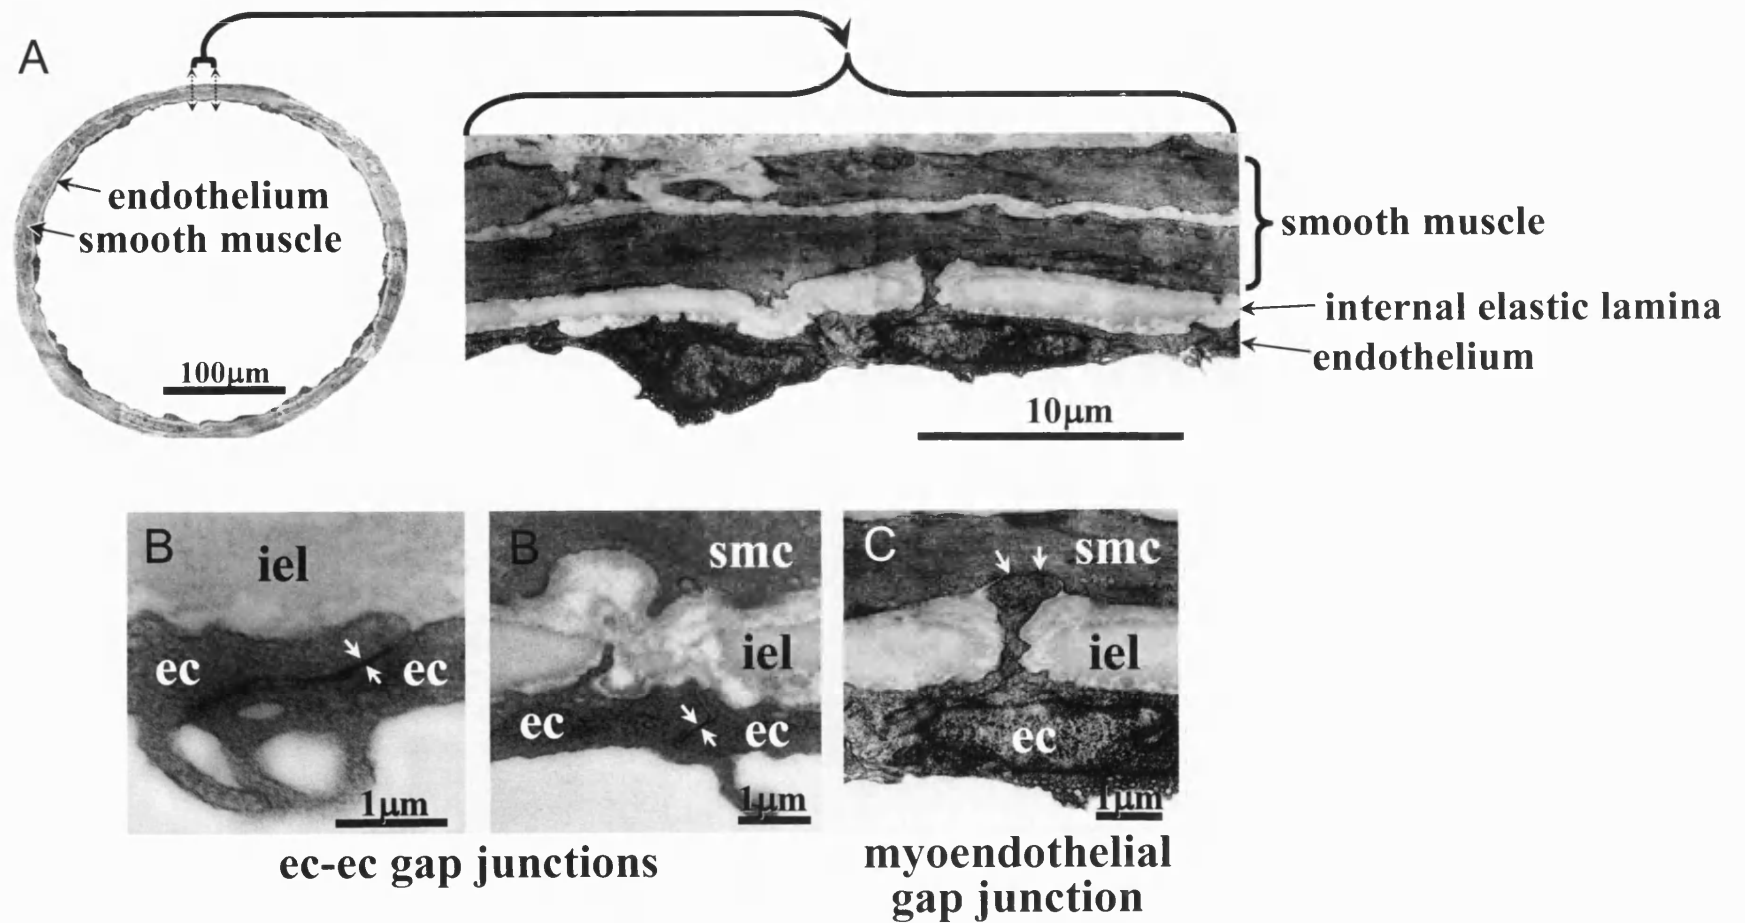 A
endothelium
smooth muscle
100μm
smooth muscle
internal elastic lamina
endothelium
10μm
B
iel
ec
ec
1μm
B
smc
iel
ec
ec
1μm
C
smc
iel
ec
1μm
ec-ec gap junctions
myoendothelial
gap junction